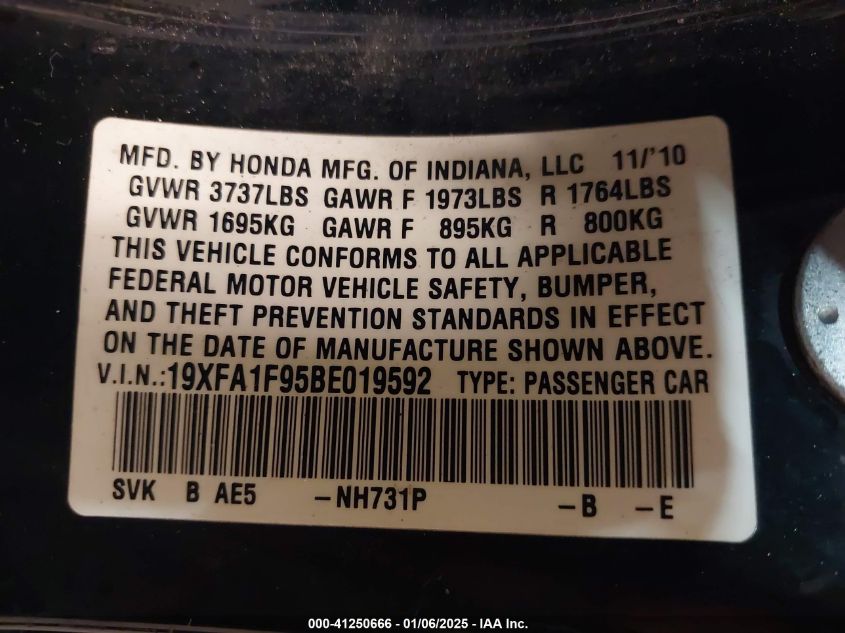 MFD. BY HONDA MFG. OF INDIANA, LLC 11/'10
GVWR 3737LBS GAWR F 1973LBS R 1764LBS
GVWR 1695KG GAWR F 895KG R 800KG
THIS VEHICLE CONFORMS TO ALL APPLICABLE
FEDERAL MOTOR VEHICLE SAFETY, BUMPER,
AND THEFT PREVENTION STANDARDS IN EFFECT
ON THE DATE OF MANUFACTURE SHOWN ABOVE.
V.I.N.:19XFA1F95BE019592 TYPE: PASSENGER CAR
SVK B AE5 -NH731P -B -E
000-41250666 - 01/06/2025 - IAA Inc.